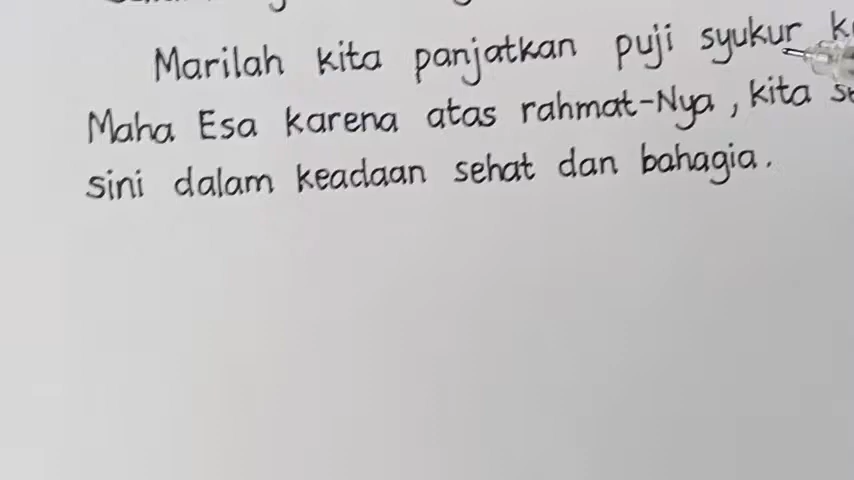 Marilah kita panjatkan puji syukur
Maha Esa karena atas rahmat-Nya, kita
sini dalam keadaan sehat dan bahagia.